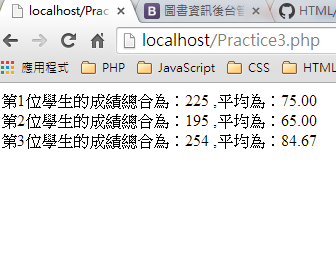 localhost/Prac
圖書資訊後台
HTML/
localhost/Practice3.php
應用程式 PHP JavaScript CSS HTML
第1位學生的成績總合為：225 ,平均為：75.00
第2位學生的成績總合為：195 ,平均為：65.00
第3位學生的成績總合為：254 ,平均為：84.67